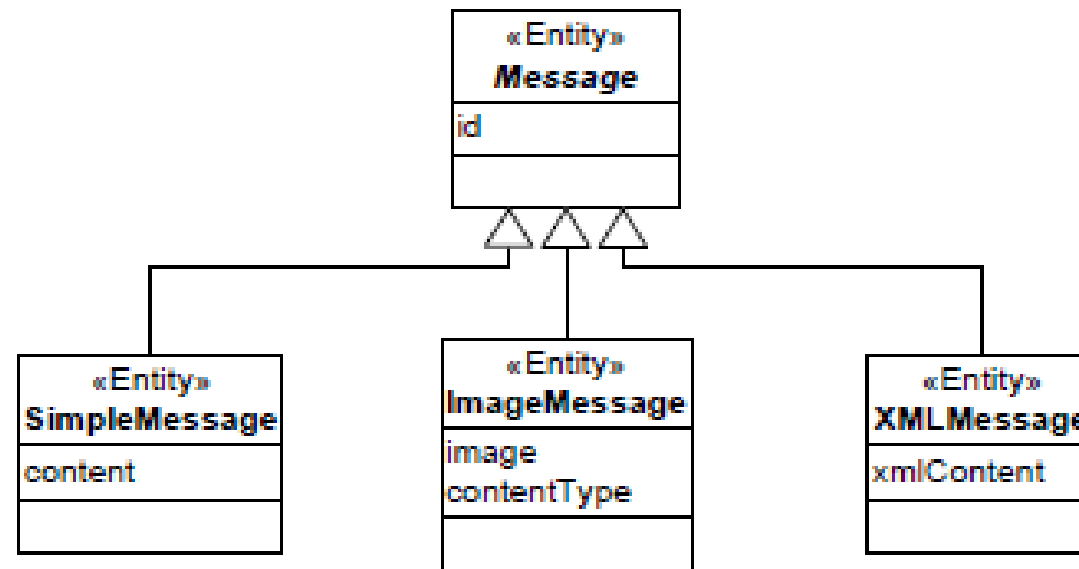 «Entity»
Message
id
«Entity»
SimpleMessage
content
«Entity»
ImageMessage
image
contentType
«Entity»
XMLMessage
xmlContent